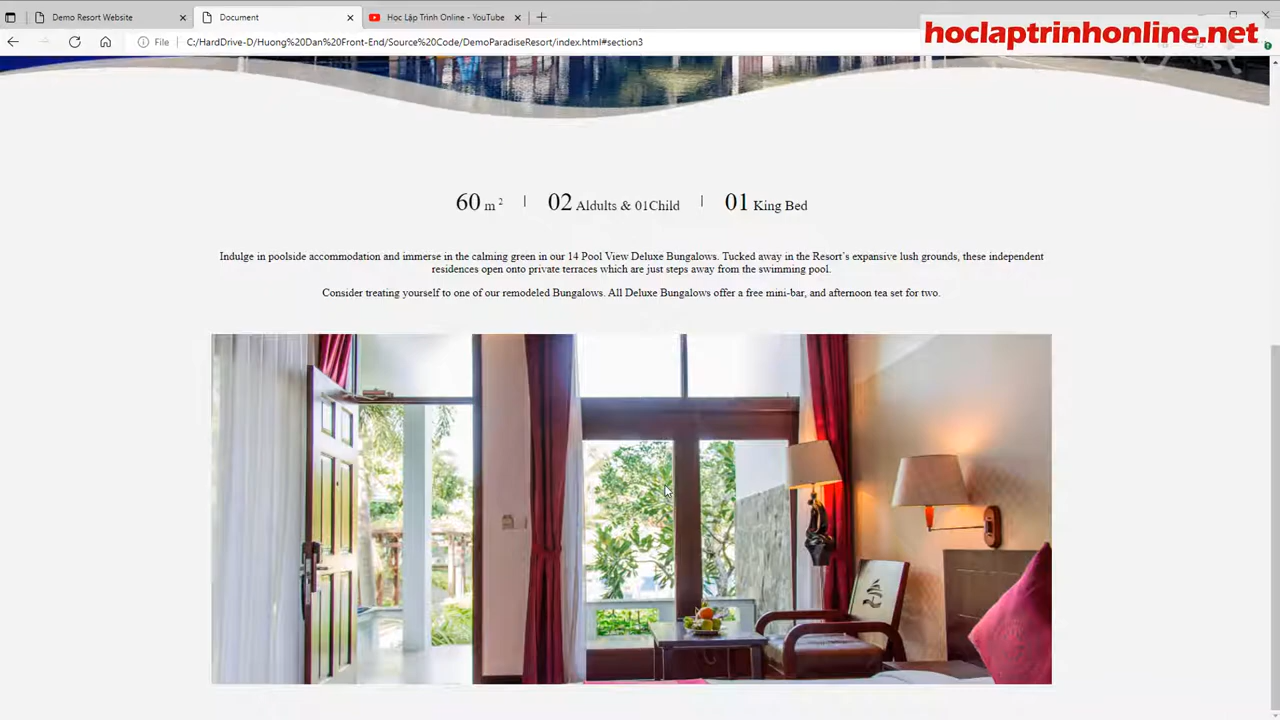 Demo Resort Website
Document
Học Lập Trình Online - YouTube
hoclaptrinhonline.net
File
C:/HardDrive-D/Huong%20Dan%20Front-End/Source%20Code/DemoParadiseResort/index.html#section3
60 m 2 | 02 Aldults & 01Child | 01 King Bed
Indulge in poolside accommodation and immerse in the calming green in our 14 Pool View Deluxe Bungalows. Tucked away in the Resort’s expansive lush grounds, these independent
residences open onto private terraces which are just steps away from the swimming pool.
Consider treating yourself to one of our remodeled Bungalows. All Deluxe Bungalows offer a free mini-bar, and afternoon tea set for two.